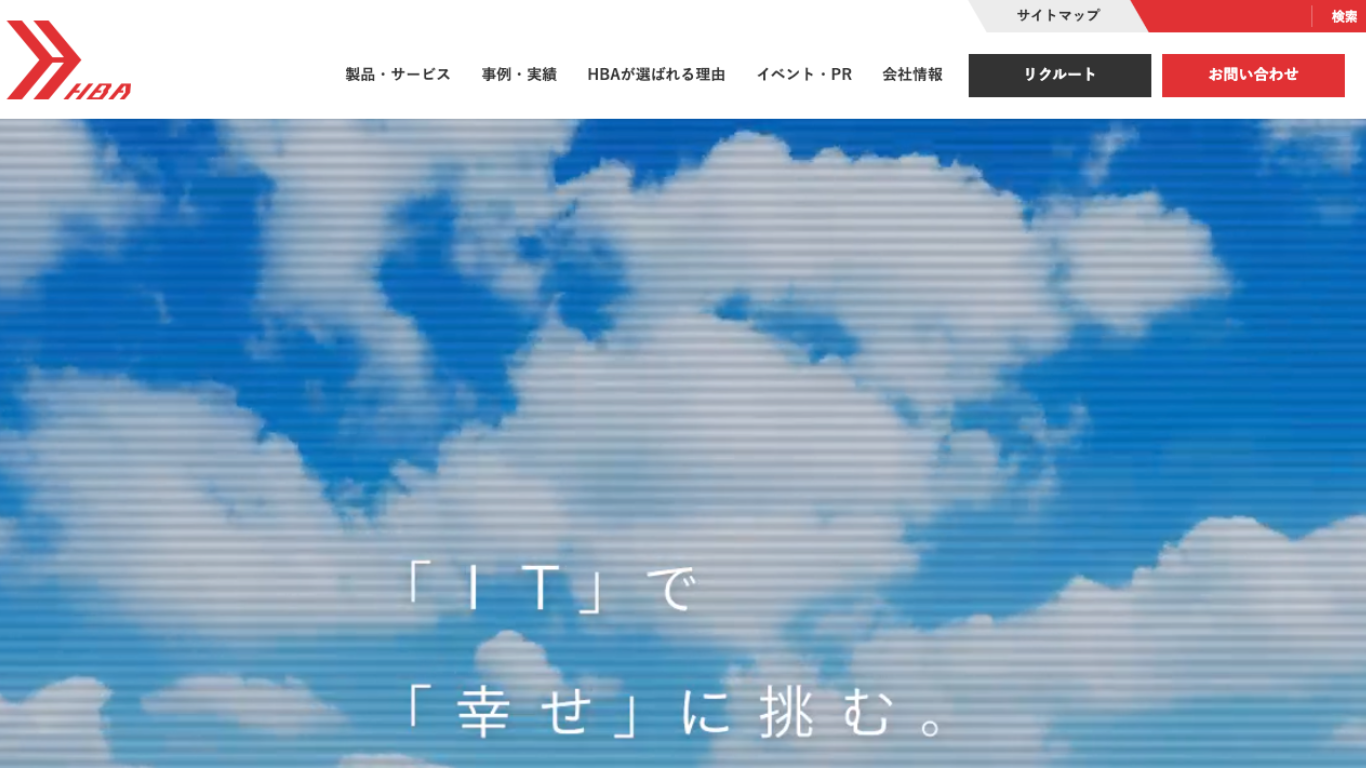 サイトマップ
検索
HBA
製品・サービス
事例・実績
HBAが選ばれる理由
イベント・PR
会社情報
リクルート
お問い合わせ
「IT」で
「幸せ」に挑む。